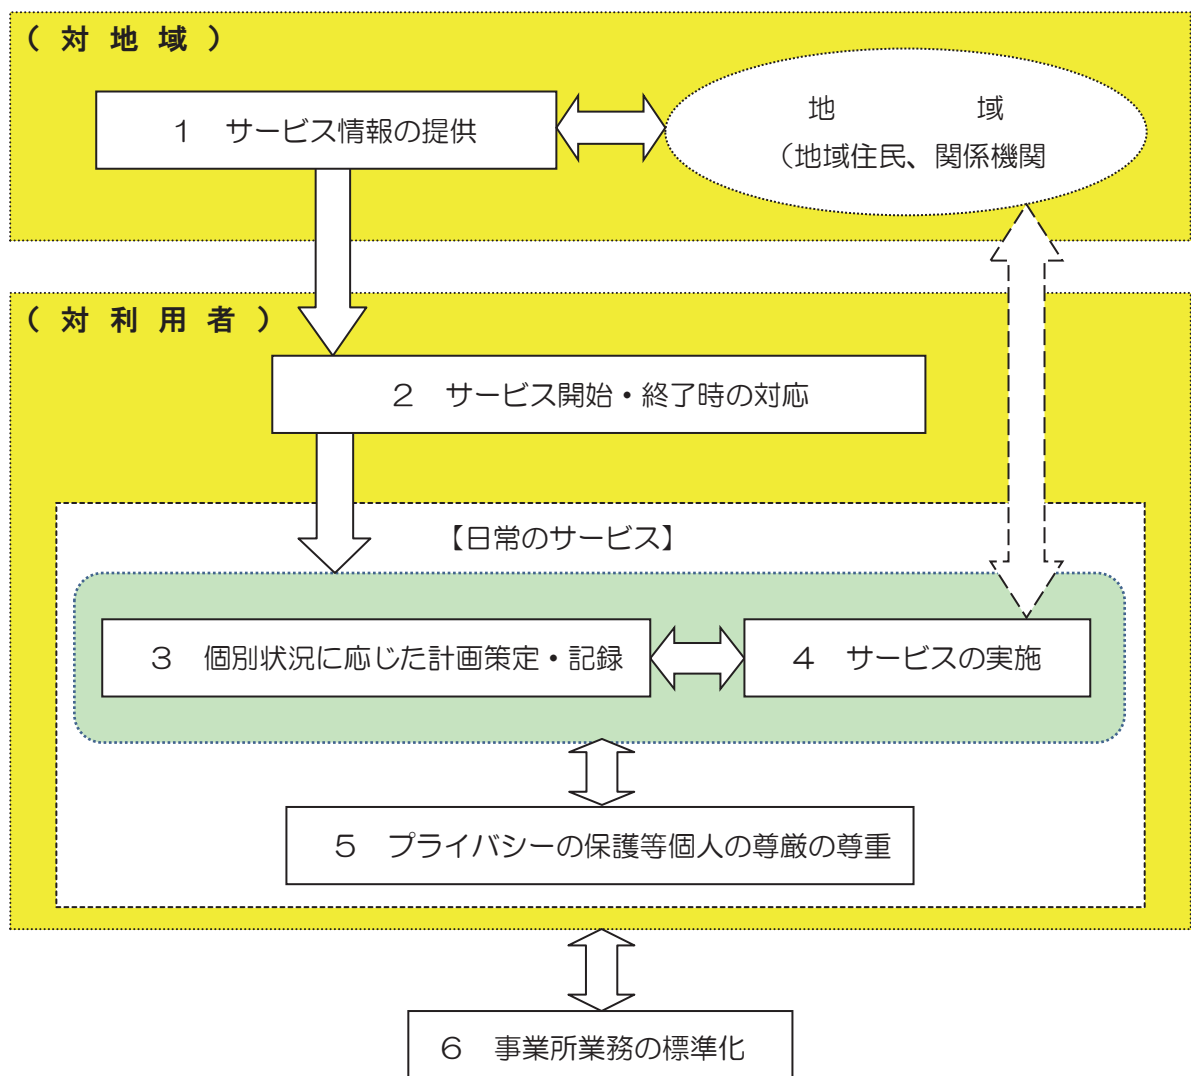 （ 対 地 域 ）
１　サービス情報の提供
地　　　　　域
（地域住民、関係機関
（ 対 利 用 者 ）
２　サービス開始・終了時の対応
【日常のサービス】
３　個別状況に応じた計画策定・記録
４　サービスの実施
５　プライバシーの保護等個人の尊厳の尊重
６　事業所業務の標準化